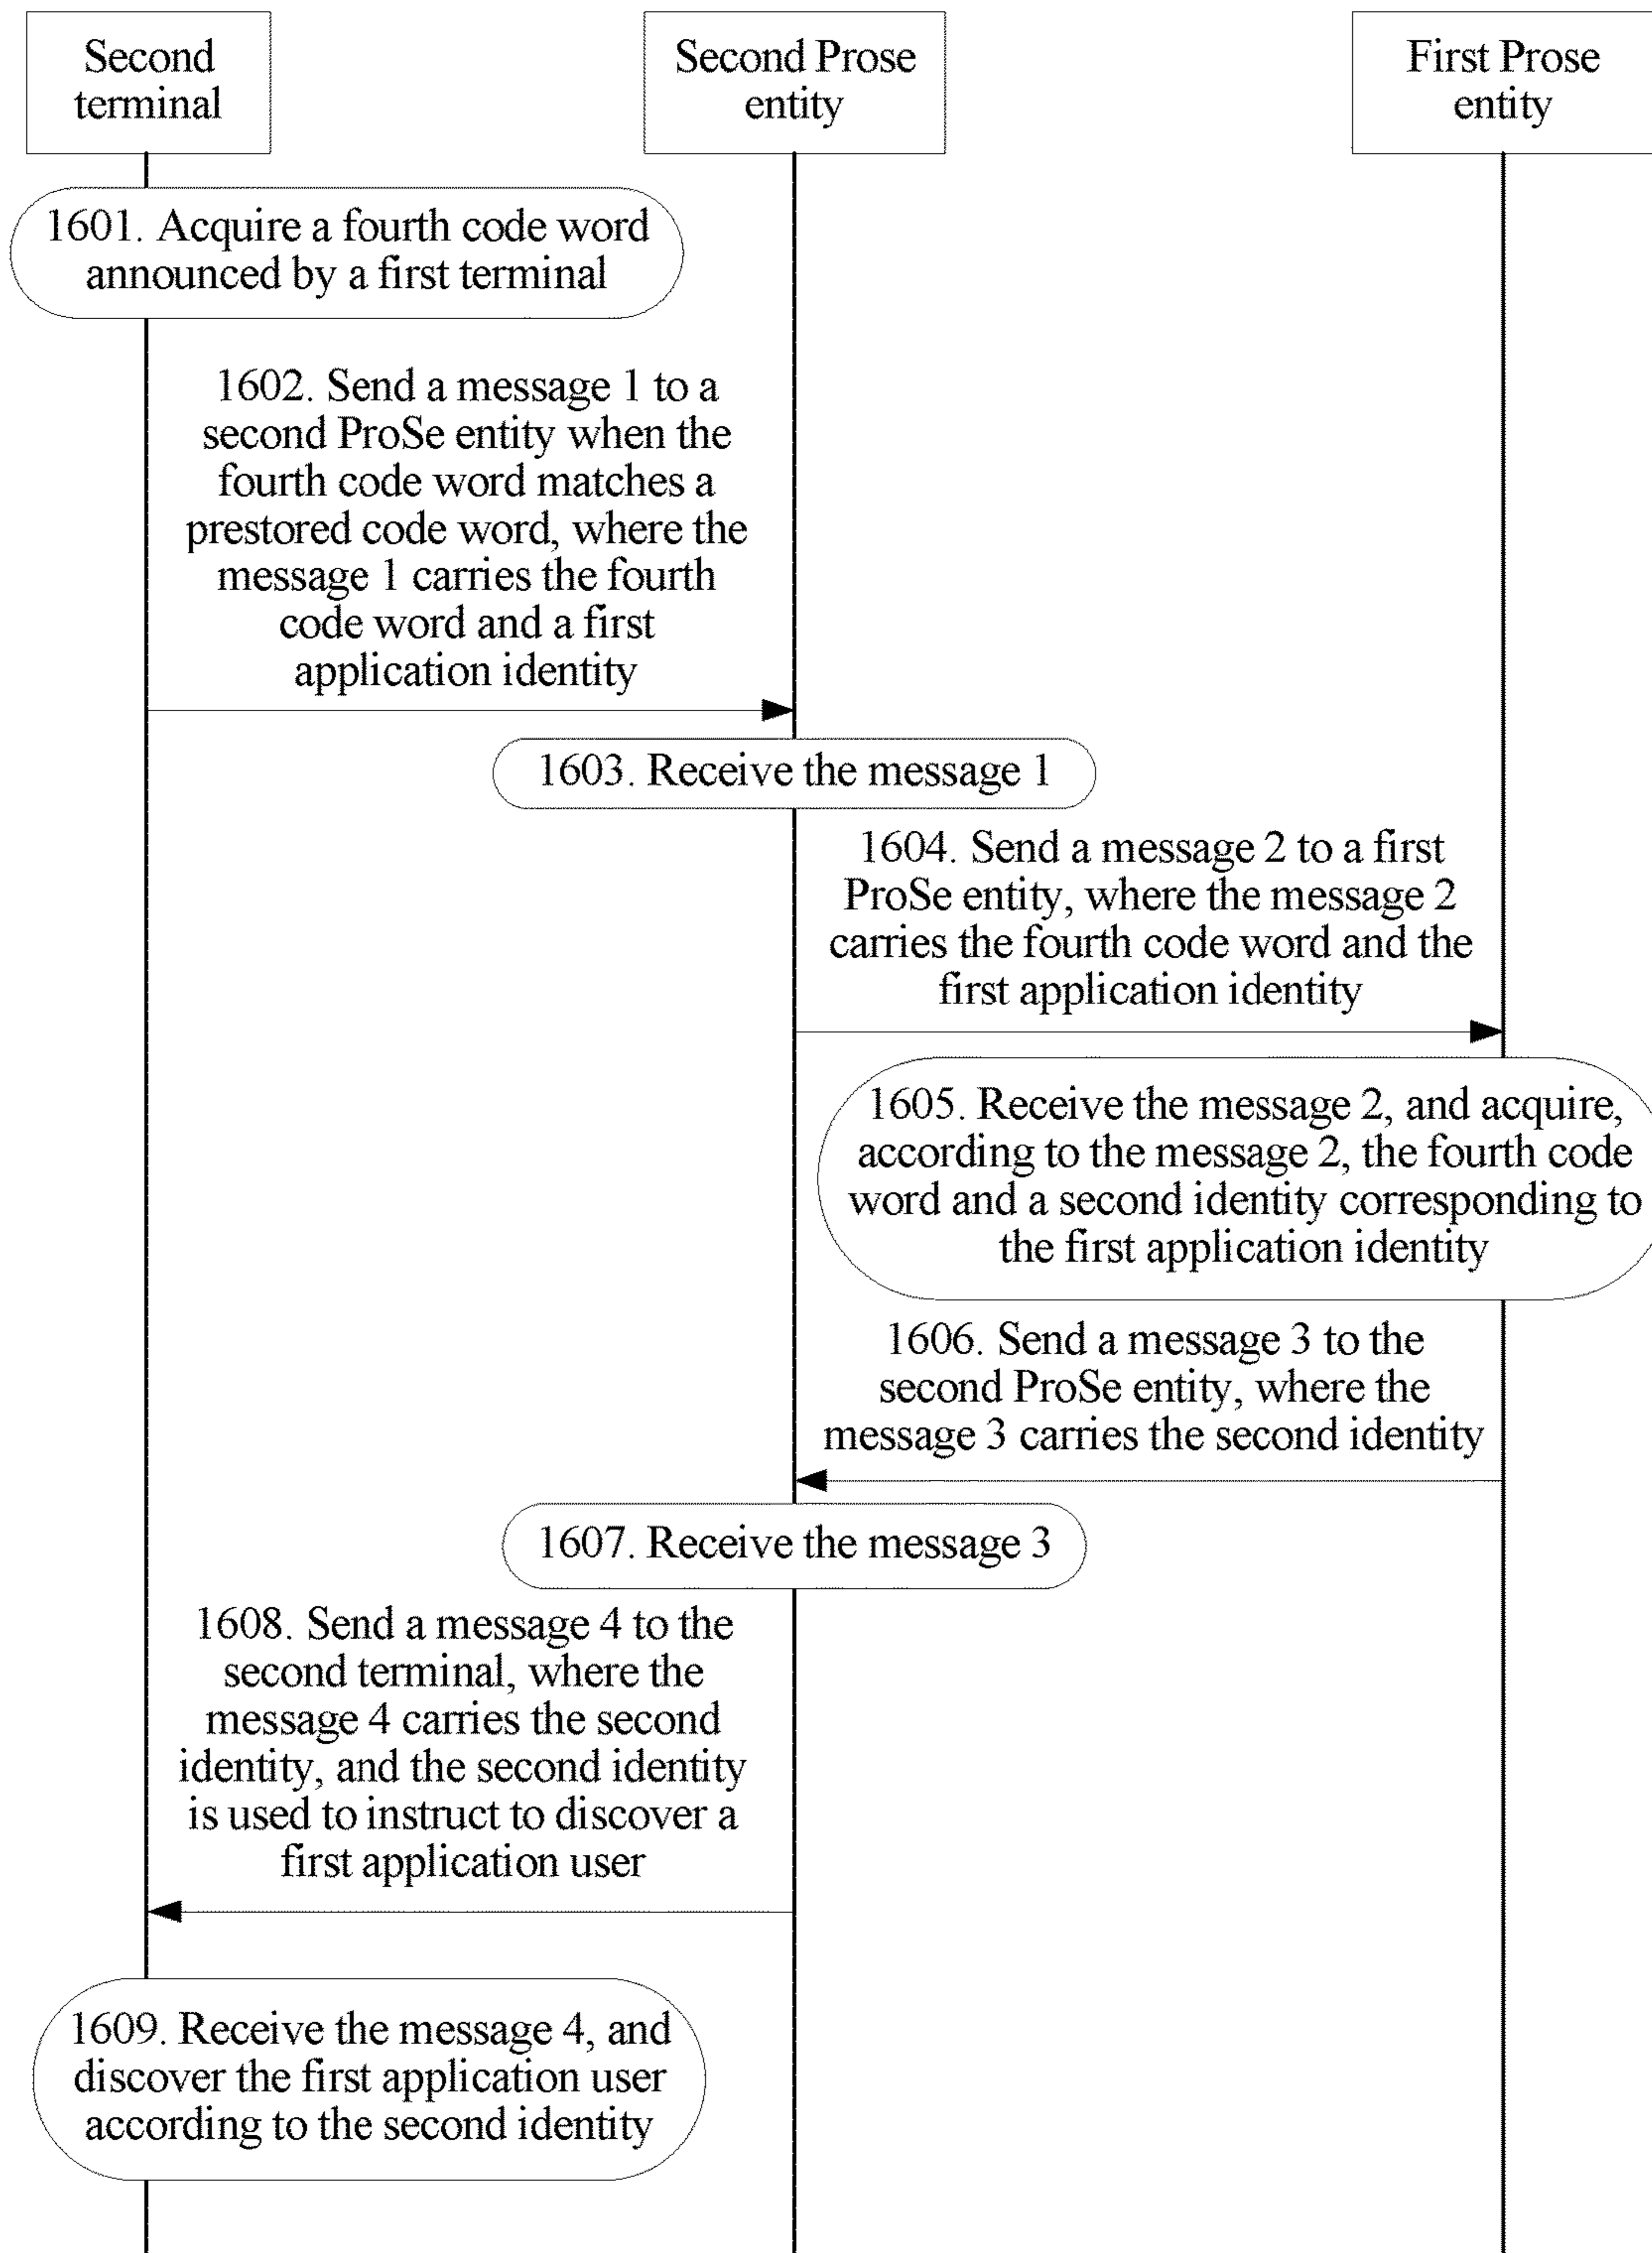 Second
terminal
Second Prose
entity
First Prose
entity
1601. Acquire a fourth code word
announced by a first terminal
1602. Send a message 1 to a
second ProSe entity when the
fourth code word matches a
prestored code word, where the
message 1 carries the fourth
code word and a first
application identity
1603. Receive the message 1
1604. Send a message 2 to a first
ProSe entity, where the message 2
carries the fourth code word and the
first application identity
1605. Receive the message 2, and acquire,
according to the message 2, the fourth code
word and a second identity corresponding to
the first application identity
1606. Send a message 3 to the
second ProSe entity, where the
message 3 carries the second identity
1607. Receive the message 3
1608. Send a message 4 to the
second terminal, where the
message 4 carries the second
identity, and the second identity
is used to instruct to discover a
first application user
1609. Receive the message 4, and
discover the first application user
according to the second identity